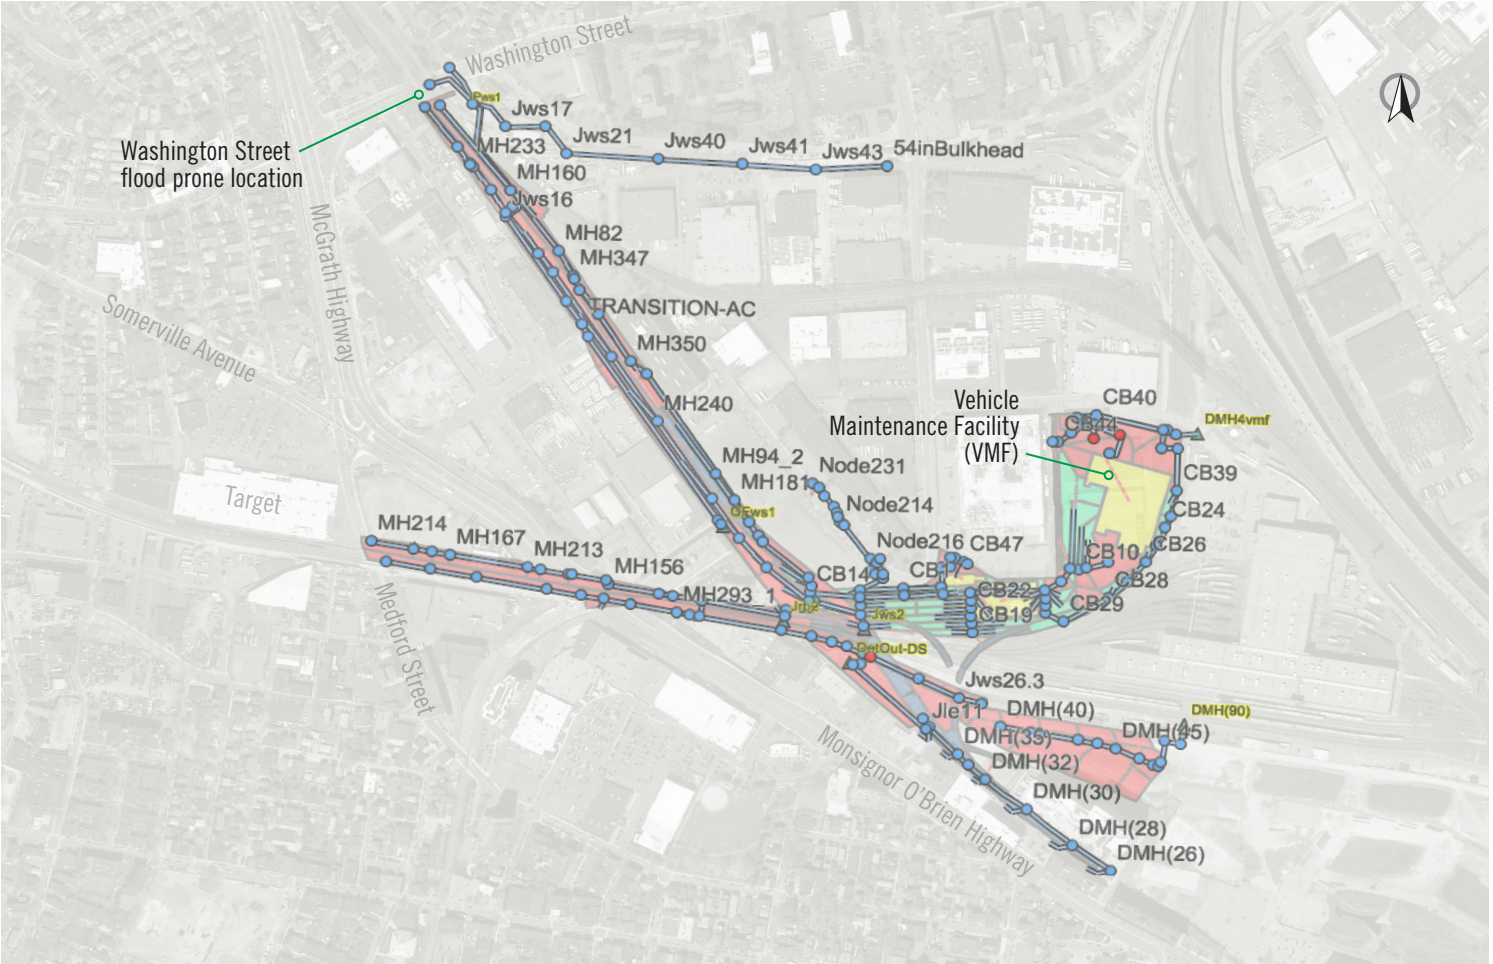 Washington Street
Pws1
Jws17
Jws21
Jws40
Jws41
Jws43
54inBulkhead
Washington Street
flood prone location
MH233
MH160
Jws16
McGrath Highway
MH82
MH347
TRANSITION-AC
Somerville Avenue
MH350
MH240
Vehicle
Maintenance Facility
(VMF)
CB40
CB44
DMH4vmf
MH94_2
MH181
Node231
CB39
Target
Node214
CB24
MH214
MH167
MH213
Node216
CB47
CB10
CB26
MH156
CB14
CB22
CB28
MH293_1
CB19
CB29
Jws2
Medford Street
DetOut-DS
Jws26.3
Jle11
DMH(40)
DMH(90)
DMH(35)
DMH(45)
DMH(32)
Monsignor O'Brien Highway
DMH(30)
DMH(28)
DMH(26)